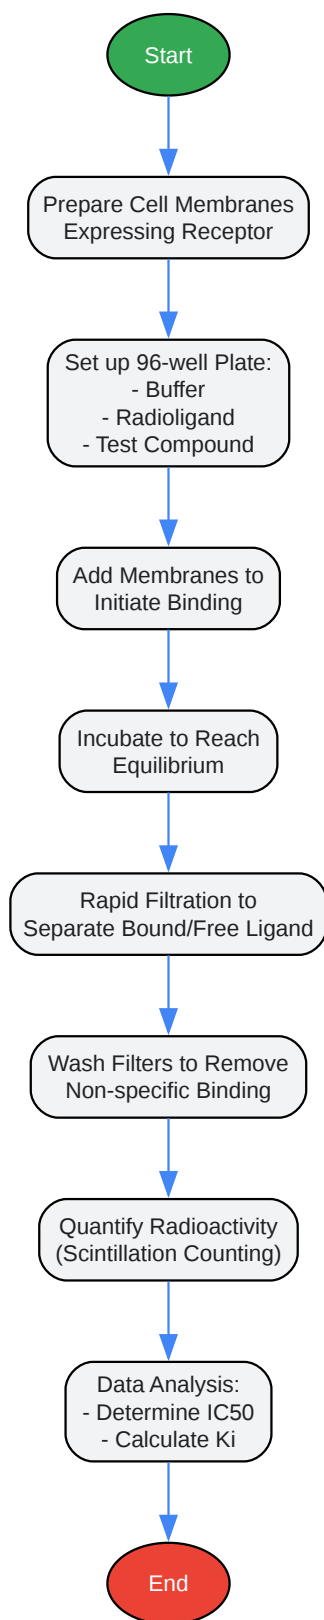 Start
Prepare Cell Membranes
Expressing Receptor
Set up 96-well Plate:
- Buffer
- Radioligand
- Test Compound
Add Membranes to
Initiate Binding
Incubate to Reach
Equilibrium
Rapid Filtration to
Separate Bound/Free Ligand
Wash Filters to Remove
Non-specific Binding
Quantify Radioactivity
(Scintillation Counting)
Data Analysis:
- Determine IC50
- Calculate Ki
End